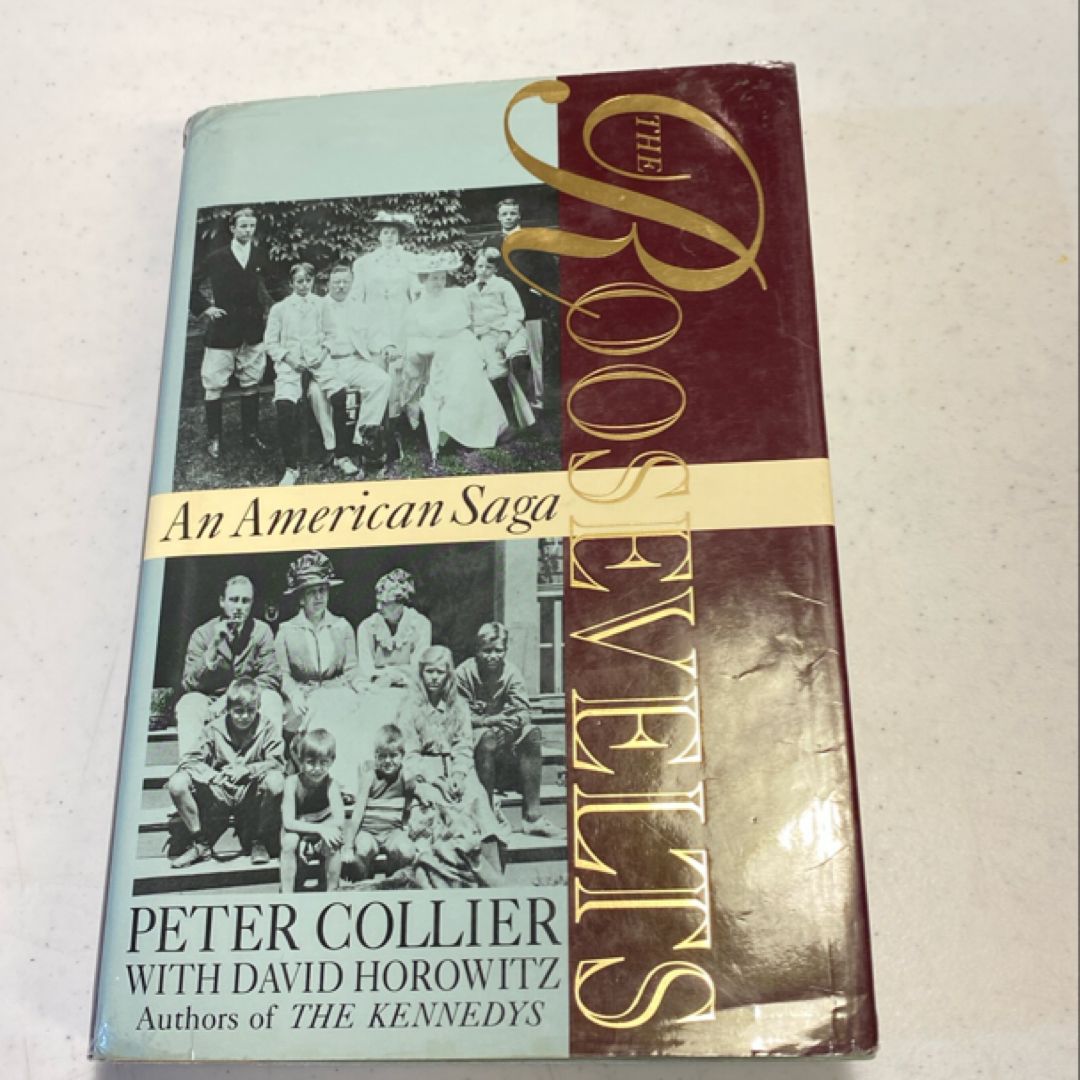 THE
ROOSEVELTS
An American Saga
PETER COLLIER
WITH DAVID HOROWITZ
Authors of THE KENNEDYS